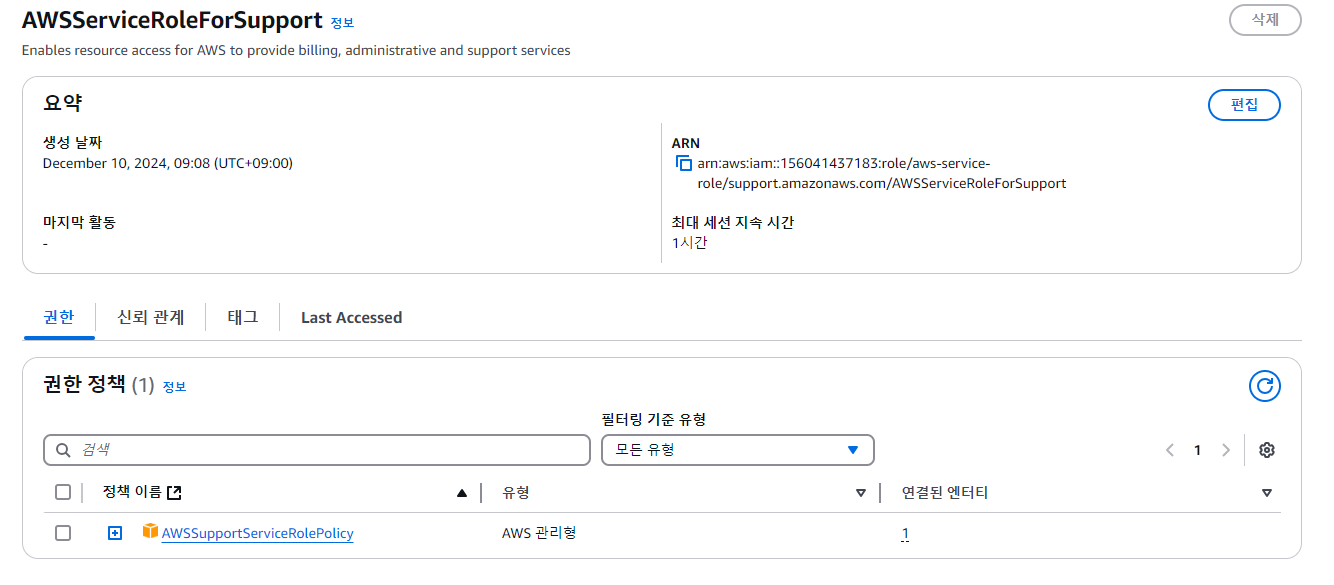 AWSServiceRoleForSupport 정보
삭제
Enables resource access for AWS to provide billing, administrative and support services
요약
편집
생성 날짜
December 10, 2024, 09:08 (UTC+09:00)
ARN
arn:aws:iam::156041437183:role/aws-service-
role/support.amazonaws.com/AWSServiceRoleForSupport
마지막 활동
-
최대 세션 지속 시간
1시간
권한
신뢰 관계
태그
Last Accessed
권한 정책 (1) 정보
필터링 기준 유형
검색
모든 유형
1
정책 이름
유형
연결된 엔터티
AWSSupportServiceRolePolicy
AWS 관리형
1